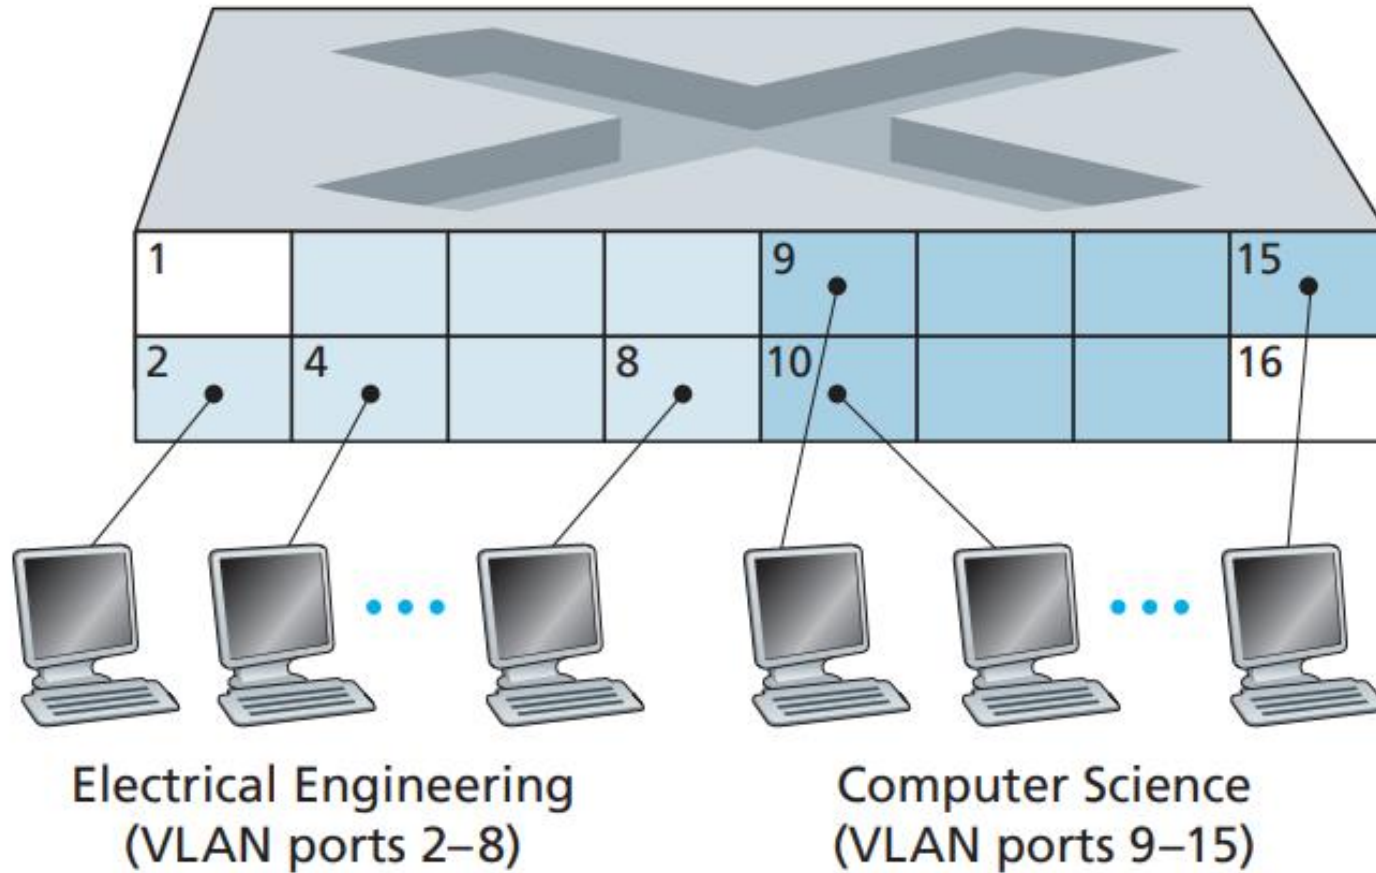 1
9
15
2
4
8
10
16
Electrical Engineering
(VLAN ports 2–8)
Computer Science
(VLAN ports 9–15)